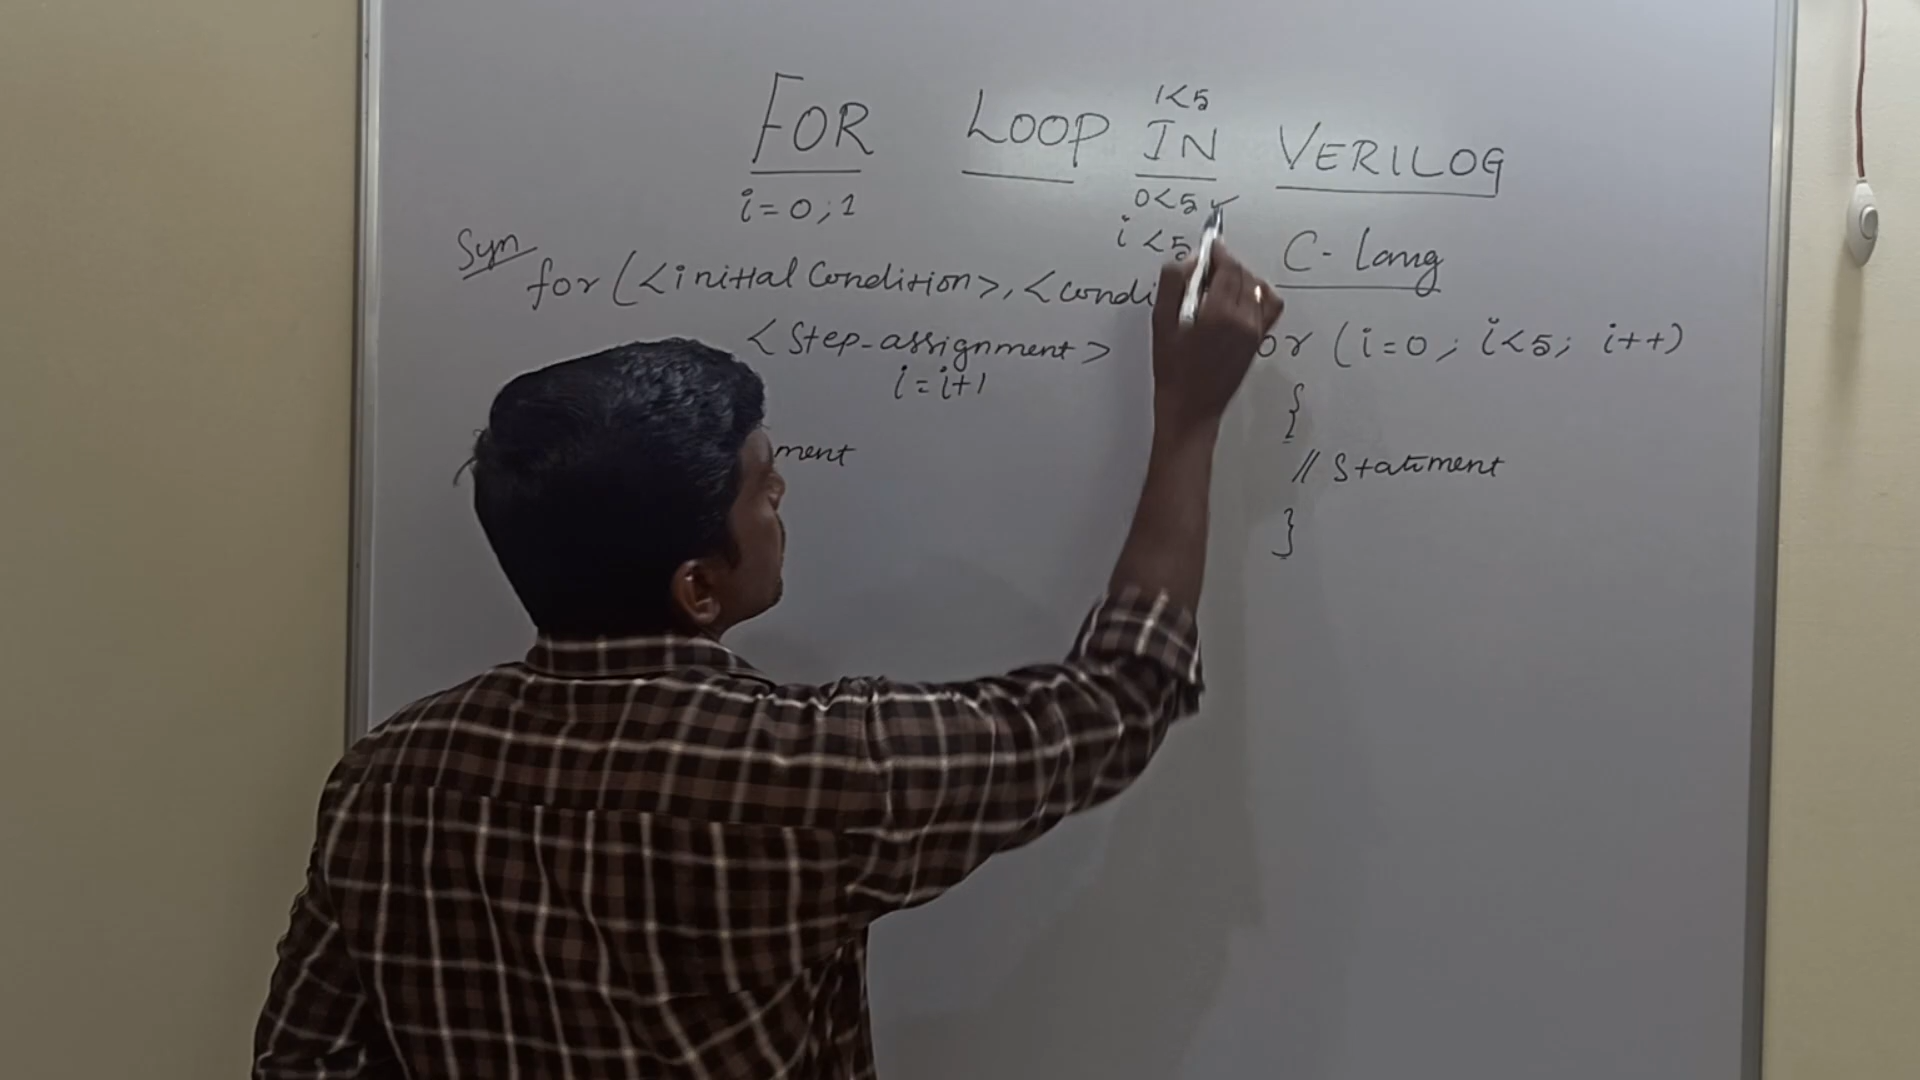 1<5
FOR LOOP IN VERILOG
i=0;1
0<5 ✓
i<5
Syn
for (<initial Condition>, <condi
<Step-assignment>
i=i+1
ment
C-lang
or (i=0; i<5; i++)
{
// Statement
}